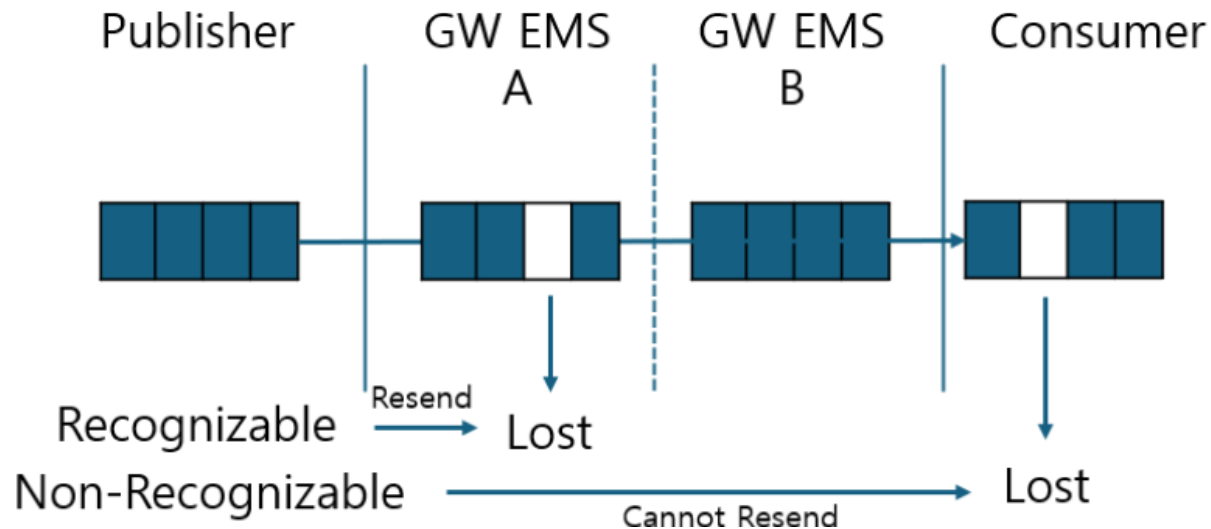 Publisher
GW EMS
A
GW EMS
B
Consumer
Resend
Recognizable
Lost
Non-Recognizable
Lost
Cannot Resend